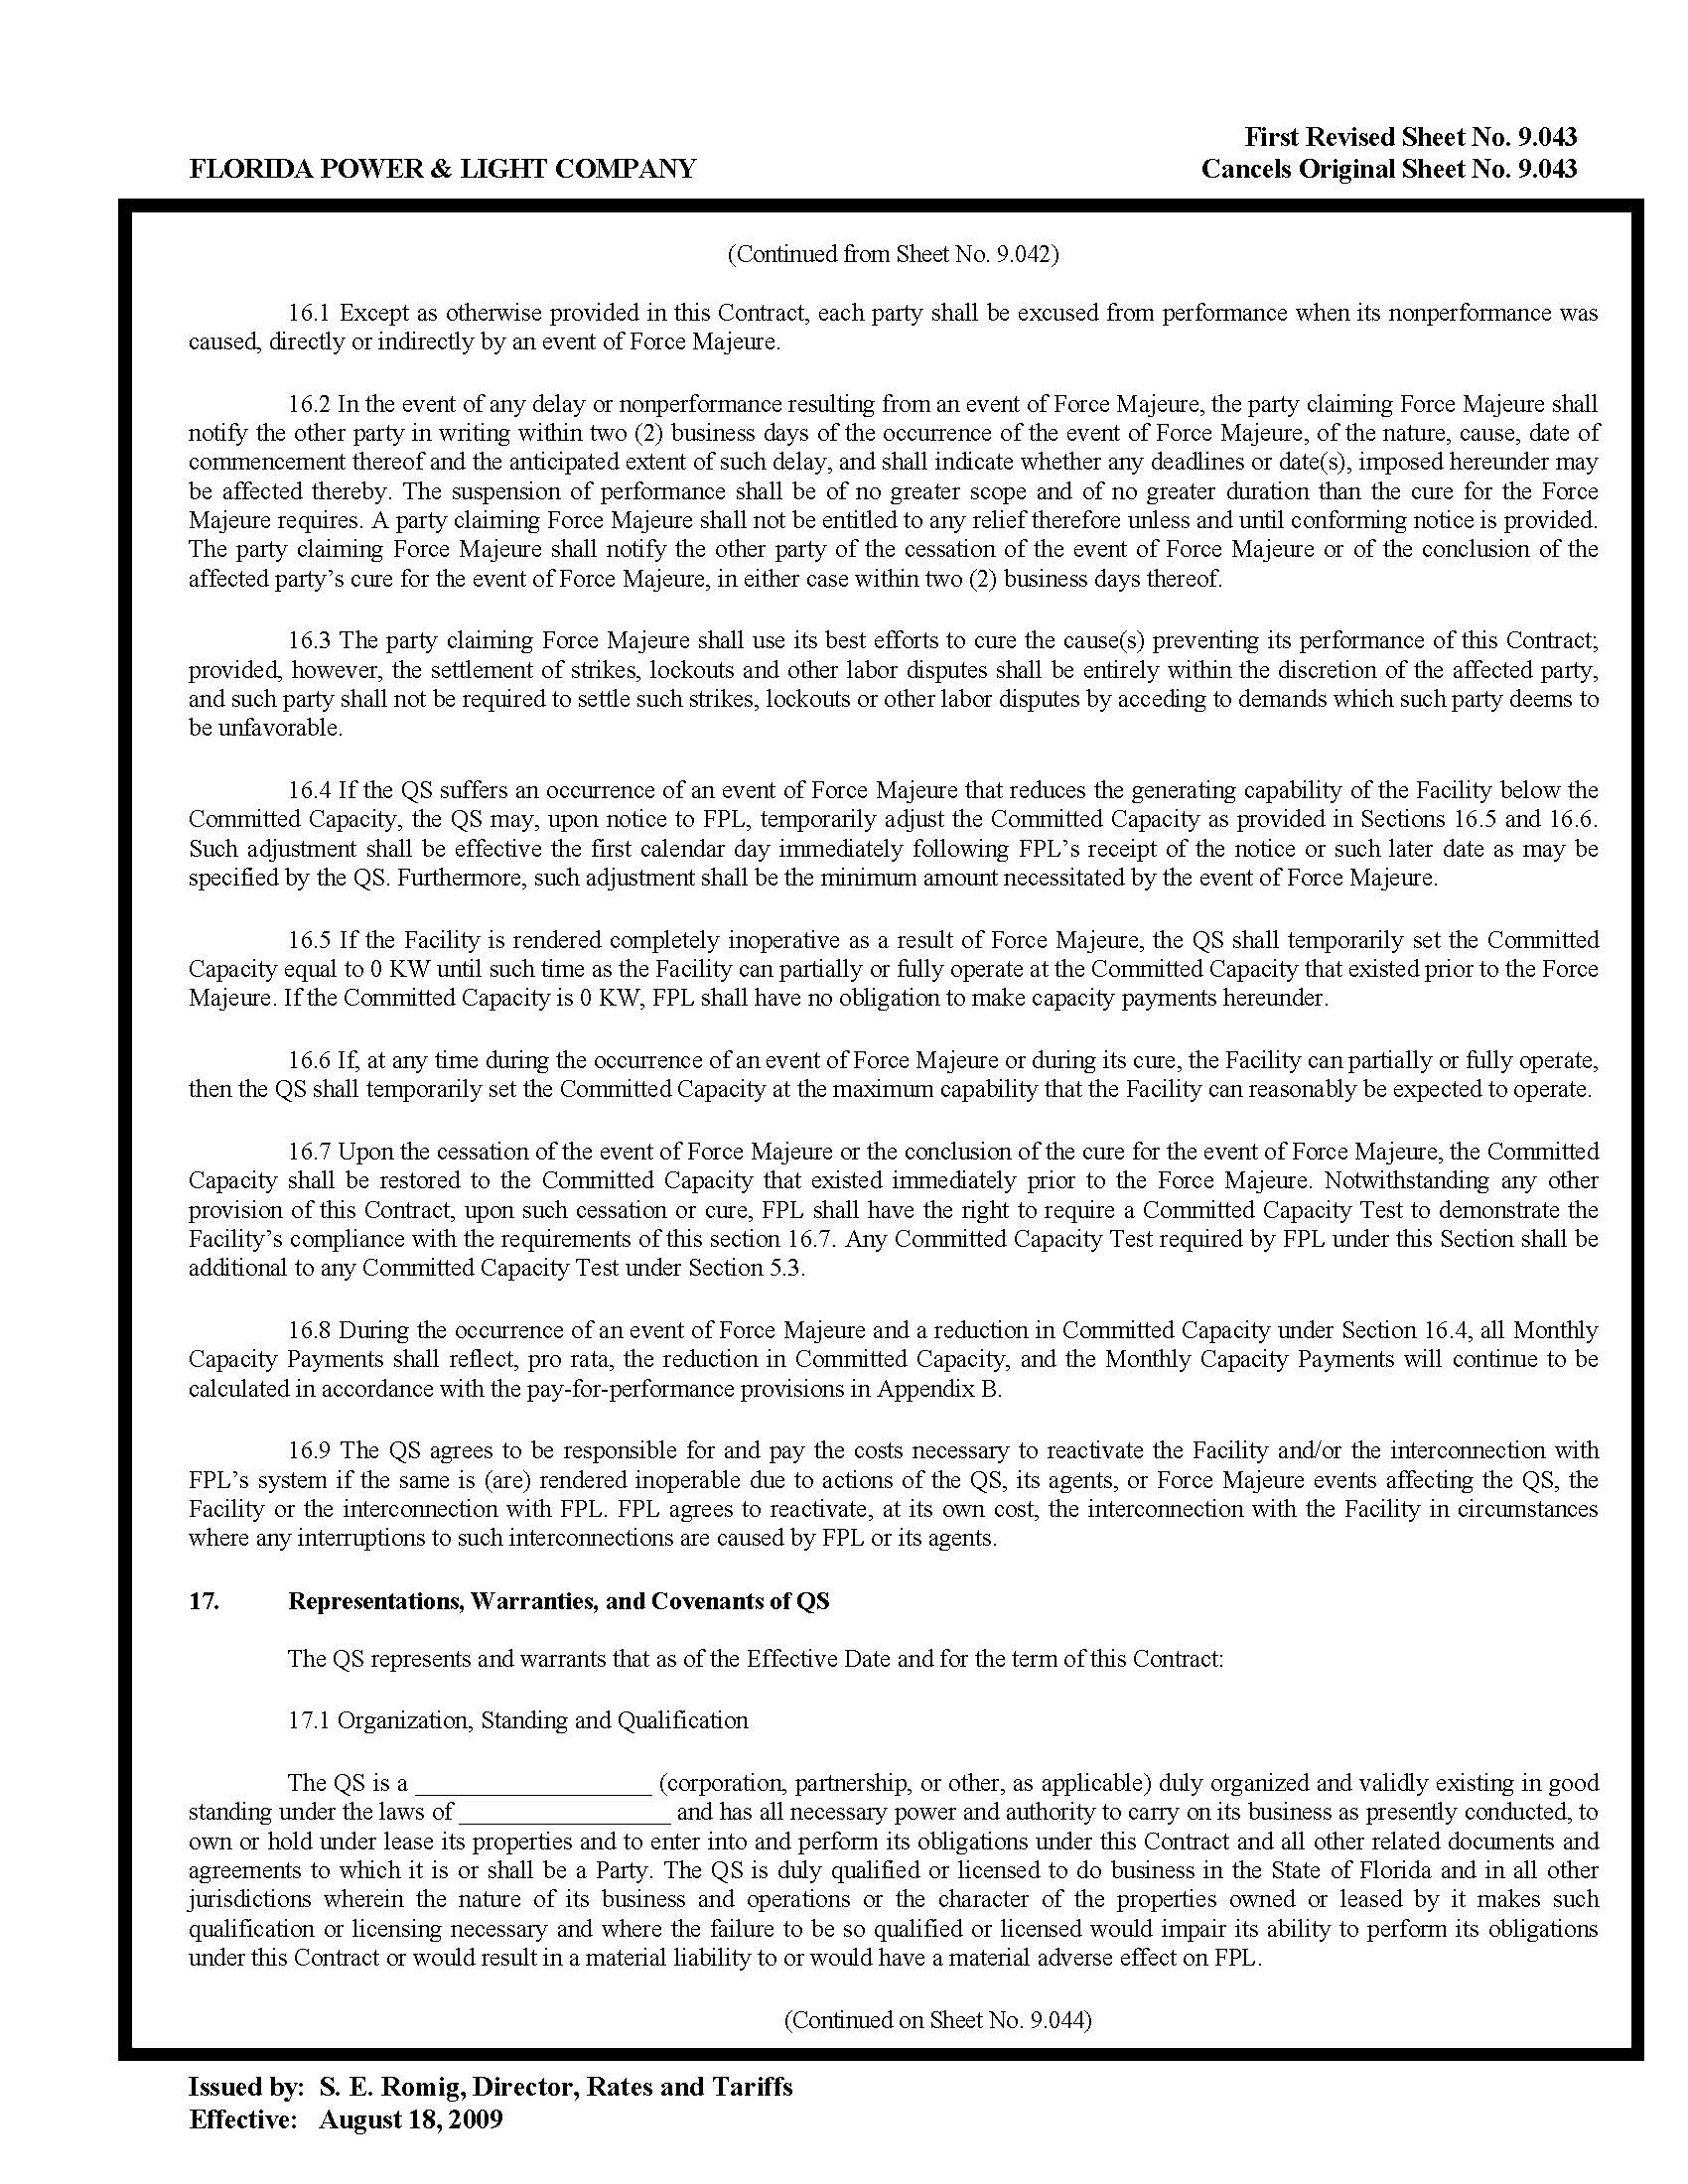 First Revised Sheet No. 9.043
FLORIDA POWER & LIGHT COMPANY Cancels Original Sheet No. 9.043
(Continued from Sheet No. 9.042)
16.1 Except as otherwise provided in this Contract, each party shall be excused from performance when its nonperformance was
caused, directly or indirectly by an event of Force Majeure.
16.2 In the event of any delay or nonperformance resulting from an event of Force Majeure, the party claiming Force Majeure shall
notify the other party in writing within two (2) business days of the occurrence of the event of Force Majeure, of the nature, cause, date of
commencement thereof and the anticipated extent of such delay, and shall indicate whether any deadlines or date(s), imposed hereunder may
be affected thereby. The suspension of performance shall be of no greater scope and of no greater duration than the cure for the Force
Majeure requires. A party claiming Force Majeure shall not be entitled to any relief therefore unless and until conforming notice is provided.
The party claiming Force Majeure shall notify the other party of the cessation of the event of Force Majeure or of the conclusion of the
affected party’s cure for the event of Force Majeure, in either case within two (2) business days thereof.
16.3 The party claiming Force Majeure shall use its best efforts to cure the cause(s) preventing its performance of this Contract;
provided, however, the settlement of strikes, lockouts and other labor disputes shall be entirely within the discretion of the affected party,
and such party shall not be required to settle such strikes, lockouts or other labor disputes by acceding to demands which such party deems to
be unfavorable.
16.4 If the QS suffers an occurrence of an event of Force Majeure that reduces the generating capability of the Facility below the
Committed Capacity, the QS may, upon notice to FPL, temporarily adjust the Committed Capacity as provided in Sections 16.5 and 16.6.
Such adjustment shall be effective the first calendar day immediately following FPL’s receipt of the notice or such later date as may be
specified by the QS. Furthermore, such adjustment shall be the minimum amount necessitated by the event of Force Majeure.
16.5 If the Facility is rendered completely inoperative as a result of Force Majeure, the QS shall temporarily set the Committed
Capacity equal to 0 KW until such time as the Facility can partially or fully operate at the Committed Capacity that existed prior to the Force
Majeure. If the Committed Capacity is 0 KW, FPL shall have no obligation to make capacity payments hereunder.
16.6 If, at any time during the occurrence of an event of Force Majeure or during its cure, the Facility can partially or fully operate,
then the QS shall temporarily set the Committed Capacity at the maximum capability that the Facility can reasonably be expected to operate.
16.7 Upon the cessation of the event of Force Majeure or the conclusion of the cure for the event of Force Majeure, the Committed
Capacity shall be restored to the Committed Capacity that existed immediately prior to the Force Majeure. Notwithstanding any other
provision of this Contract, upon such cessation or cure, FPL shall have the right to require a Committed Capacity Test to demonstrate the
Facility’s compliance with the requirements of this section 16.7. Any Committed Capacity Test required by FPL under this Section shall be
additional to any Committed Capacity Test under Section 5.3.
16.8 During the occurrence of an event of Force Majeure and a reduction in Committed Capacity under Section 16.4, all Monthly
Capacity Payments shall reflect, pro rata, the reduction in Committed Capacity, and the Monthly Capacity Payments will continue to be
calculated in accordance with the pay-for-performance provisions in Appendix B.
16.9 The QS agrees to be responsible for and pay the costs necessary to reactivate the Facility and/or the interconnection with
FPL’s system if the same is (are) rendered inoperable due to actions of the QS, its agents, or Force Majeure events affecting the QS, the
Facility or the interconnection with FPL. FPL agrees to reactivate, at its own cost, the interconnection with the Facility in circumstances
where any interruptions to such interconnections are caused by FPL or its agents.
17. Representations, Warranties, and Covenants of QS
The QS represents and warrants that as of the Effective Date and for the term of this Contract:
17.1 Organization, Standing and Qualification
The QS is a ___________________ (corporation, partnership, or other, as applicable) duly organized and validly existing in good
standing under the laws of _________________ and has all necessary power and authority to carry on its business as presently conducted, to
own or hold under lease its properties and to enter into and perform its obligations under this Contract and all other related documents and
agreements to which it is or shall be a Party. The QS is duly qualified or licensed to do business in the State of Florida and in all other
jurisdictions wherein the nature of its business and operations or the character of the properties owned or leased by it makes such
qualification or licensing necessary and where the failure to be so qualified or licensed would impair its ability to perform its obligations
under this Contract or would result in a material liability to or would have a material adverse effect on FPL.
(Continued on Sheet No. 9.044)
Issued by: S. E. Romig, Director, Rates and Tariffs
Effective: August 18, 2009